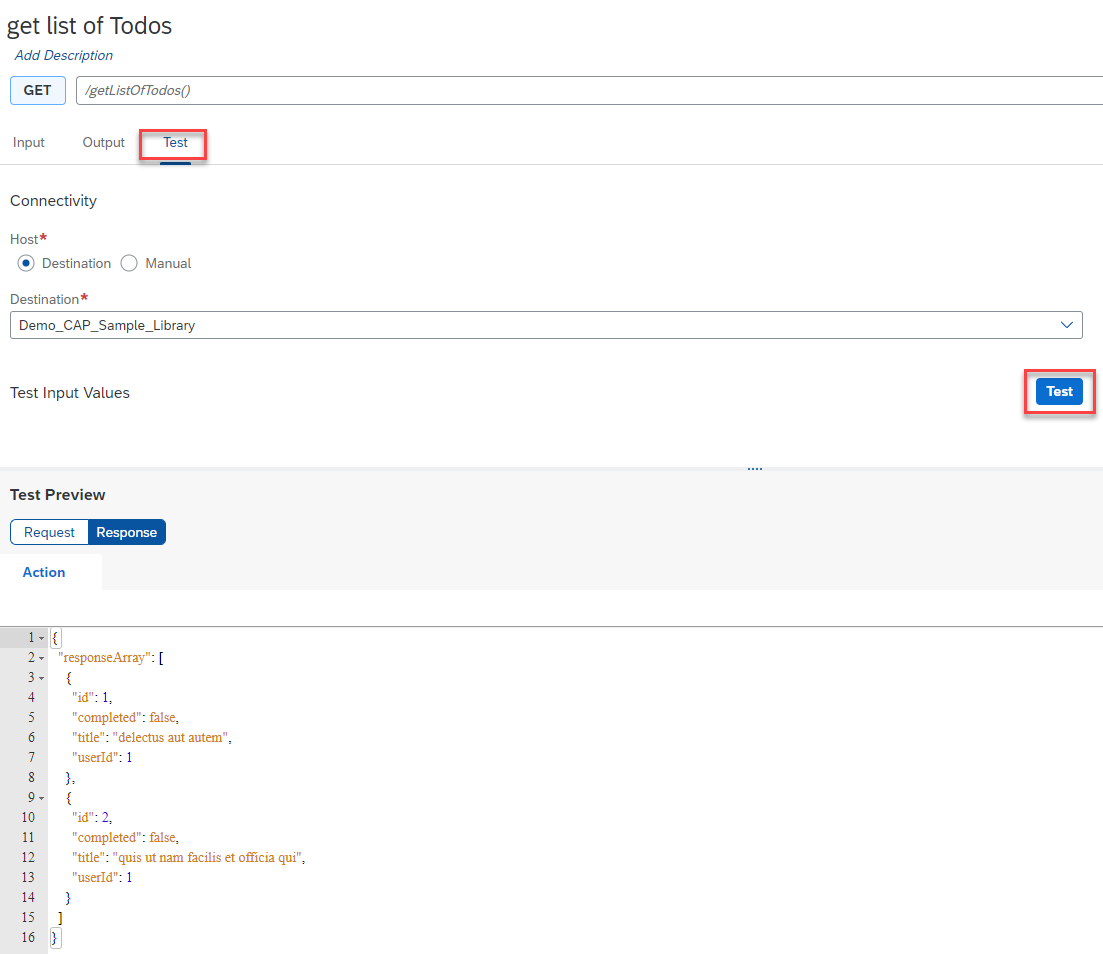 get list of Todos
Add Description
GET /getListOfTodos()
Input Output Test
Connectivity
Host*
Destination Manual
Destination*
Demo_CAP_Sample_Library
Test Input Values Test
Test Preview
Request Response
Action
1 {
2 "responseArray": [
3 {
4 "id": 1,
5 "completed": false,
6 "title": "delectus aut autem",
7 "userId": 1
8 },
9 {
10 "id": 2,
11 "completed": false,
12 "title": "quis ut nam facilis et officia qui",
13 "userId": 1
14 }
15 ]
16 }